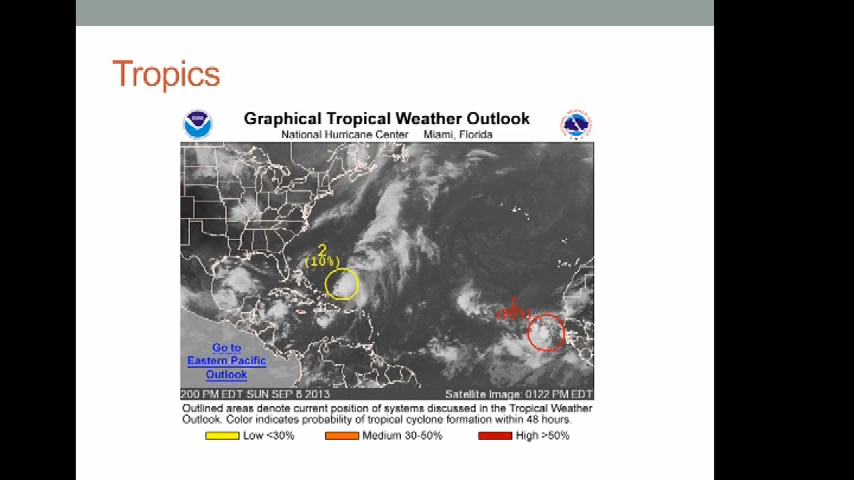 Tropics
Graphical Tropical Weather Outlook
National Hurricane Center Miami, Florida
2
(10%)
Go to
Eastern Pacific
Outlook
200 PM EDT SUN SEP 8 2013 Satellite Image: 0122 PM EDT
Outlined areas denote current position of systems discussed in the Tropical Weather
Outlook. Color indicates probability of tropical cyclone formation within 48 hours.
Low <30% Medium 30-50% High >50%